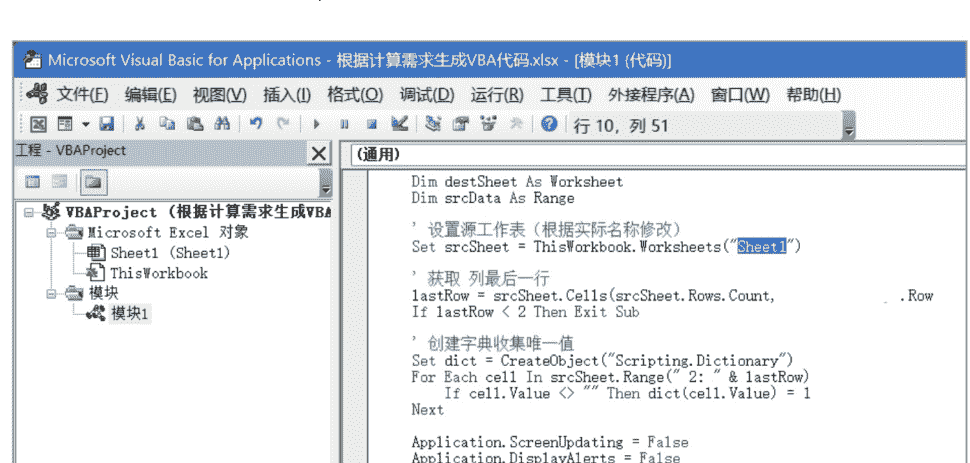 Microsoft Visual Basic for Applications - 根据计算需求生成VBA代码.xlsx - [模块1 (代码)]
文件(F) 编辑(E) 视图(V) 插入(I) 格式(O) 调试(D) 运行(R) 工具(T) 外接程序(A) 窗口(W) 帮助(H)
行 10, 列 51
工程 - VBAProject
(通用)
VBAProject (根据计算需求生成VBA
Microsoft Excel 对象
Sheet1 (Sheet1)
ThisWorkbook
模块
模块1
Dim destSheet As Worksheet
Dim srcData As Range
' 设置源工作表（根据实际名称修改）
Set srcSheet = ThisWorkbook.Worksheets("Sheet1")
' 获取 列最后一行
lastRow = srcSheet.Cells(srcSheet.Rows.Count, .Row
If lastRow < 2 Then Exit Sub
' 创建字典收集唯一值
Set dict = CreateObject("Scripting.Dictionary")
For Each cell In srcSheet.Range(" 2: " & lastRow)
If cell.Value <> "" Then dict(cell.Value) = 1
Next
Application.ScreenUpdating = False
Application.DisplayAlerts = False